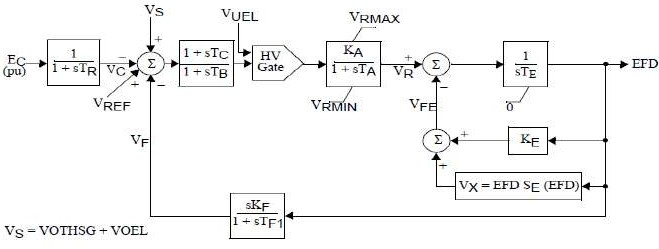 VS
VUEL
VRMAX
EC
(pu)
1
1 + sTR
VC
VREF
Σ
1 + sTC
1 + sTB
HV
Gate
KA
1 + sTA
VRMIN
VR
Σ
VFE
1
sTE
0
EFD
Σ
KE
VX = EFD SE (EFD)
VF
sKF
1 + sTF1
VS = VOTHSG + VOEL